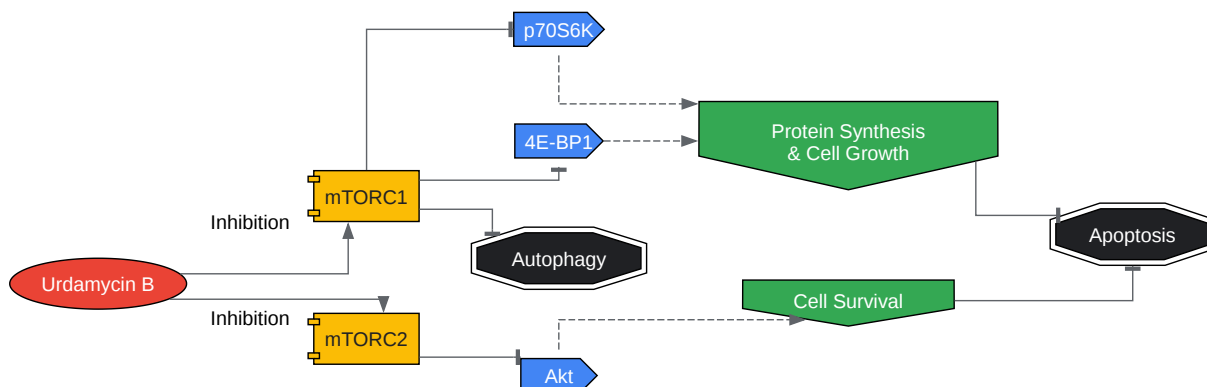 p70S6K
4E-BP1
Protein Synthesis
& Cell Growth
mTORC1
Inhibition
Apoptosis
Autophagy
Urdamycin B
Cell Survival
Inhibition
mTORC2
Akt